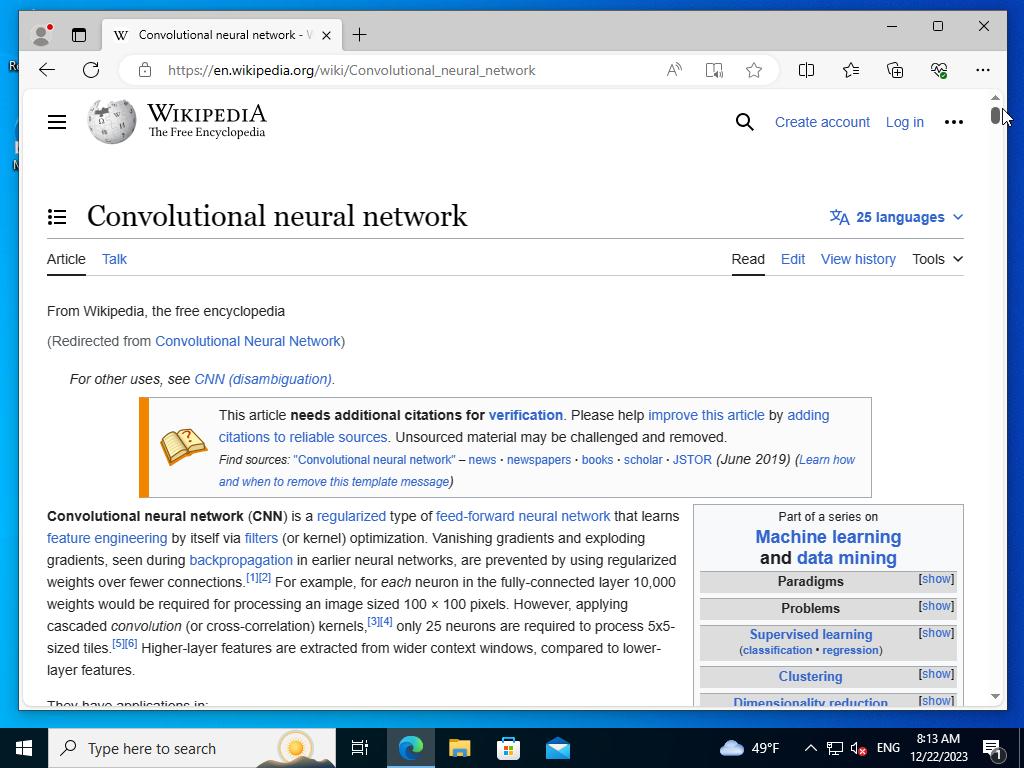 Convolutional neural network - W
https://en.wikipedia.org/wiki/Convolutional_neural_network
WIKIPEDIA
The Free Encyclopedia
Create account
Log in
Convolutional neural network
25 languages
Article
Talk
Read
Edit
View history
Tools
From Wikipedia, the free encyclopedia
(Redirected from Convolutional Neural Network)
For other uses, see CNN (disambiguation).
This article needs additional citations for verification. Please help improve this article by adding
citations to reliable sources. Unsourced material may be challenged and removed.
Find sources: "Convolutional neural network" – news · newspapers · books · scholar · JSTOR (June 2019) (Learn how
and when to remove this template message)
Convolutional neural network (CNN) is a regularized type of feed-forward neural network that learns
feature engineering by itself via filters (or kernel) optimization. Vanishing gradients and exploding
gradients, seen during backpropagation in earlier neural networks, are prevented by using regularized
weights over fewer connections.[1][2] For example, for each neuron in the fully-connected layer 10,000
weights would be required for processing an image sized 100 × 100 pixels. However, applying
cascaded convolution (or cross-correlation) kernels,[3][4] only 25 neurons are required to process 5x5-
sized tiles.[5][6] Higher-layer features are extracted from wider context windows, compared to lower-
layer features.
They have applications in:
Part of a series on
Machine learning
and data mining
Paradigms [show]
Problems [show]
Supervised learning [show]
(classification • regression)
Clustering [show]
Dimensionality reduction [show]
Type here to search
49°F
ENG
8:13 AM
12/22/2023
1